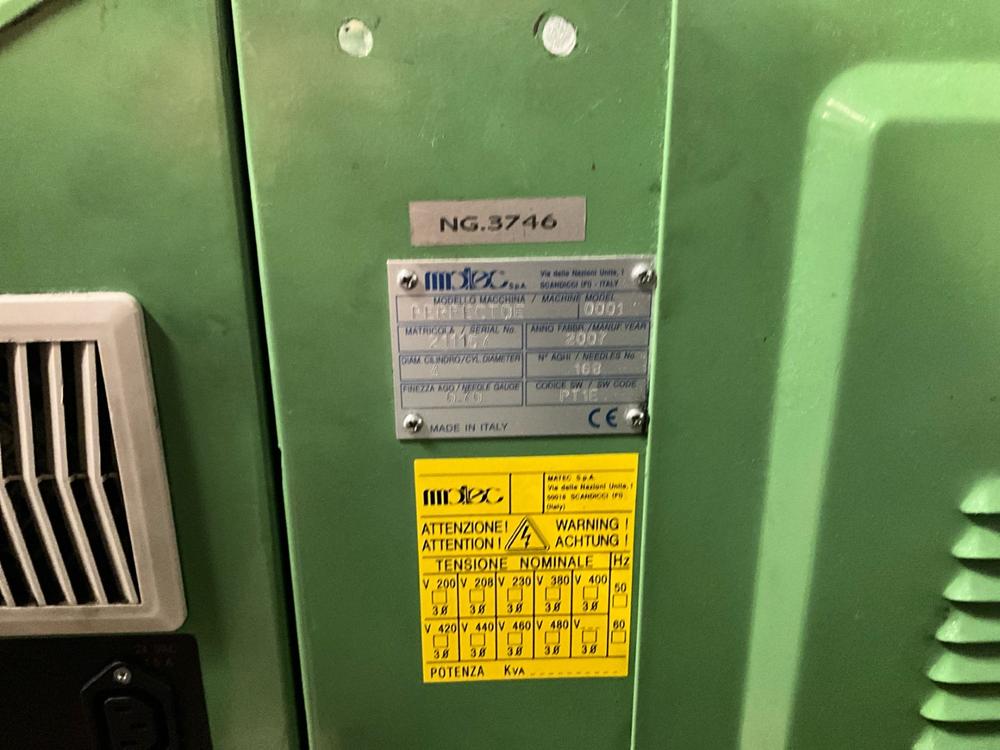 NG.3746
matec S.p.A.
Via delle Nazioni Unite, 1
SCANDICCI (FI) - ITALY
MODELLO MACCHINA / MACHINE MODEL
0001
MATRICOLA / SERIAL No.
ANNO FABBR./MANUF. YEAR
2007
DIAM CILINDRO/CYL.DIAMETER
4
N° AGHI / NEEDLES No
168
FINEZZA AGO / NEEDLE GAUGE
0.70
CODICE SW / SW CODE
MADE IN ITALY
CE
matec
MATEC S.p.A.
Via delle Nazioni Unite, 1
50018 SCANDICCI (FI)
(Italy)
ATTENZIONE! WARNING !
ATTENTION ! ACHTUNG !
TENSIONE NOMINALE Hz
V 200 V 208 V 230 V 380 V 400 50
3Ø 3Ø 3Ø 3Ø 3Ø
V 420 V 440 V 460 V 480 V___ 60
3Ø 3Ø 3Ø 3Ø 3Ø
POTENZA KVA